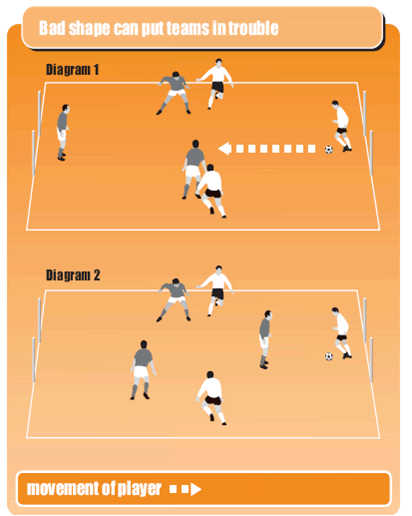 Bad shape can put teams in trouble
Diagram 1
Diagram 2
movement of player